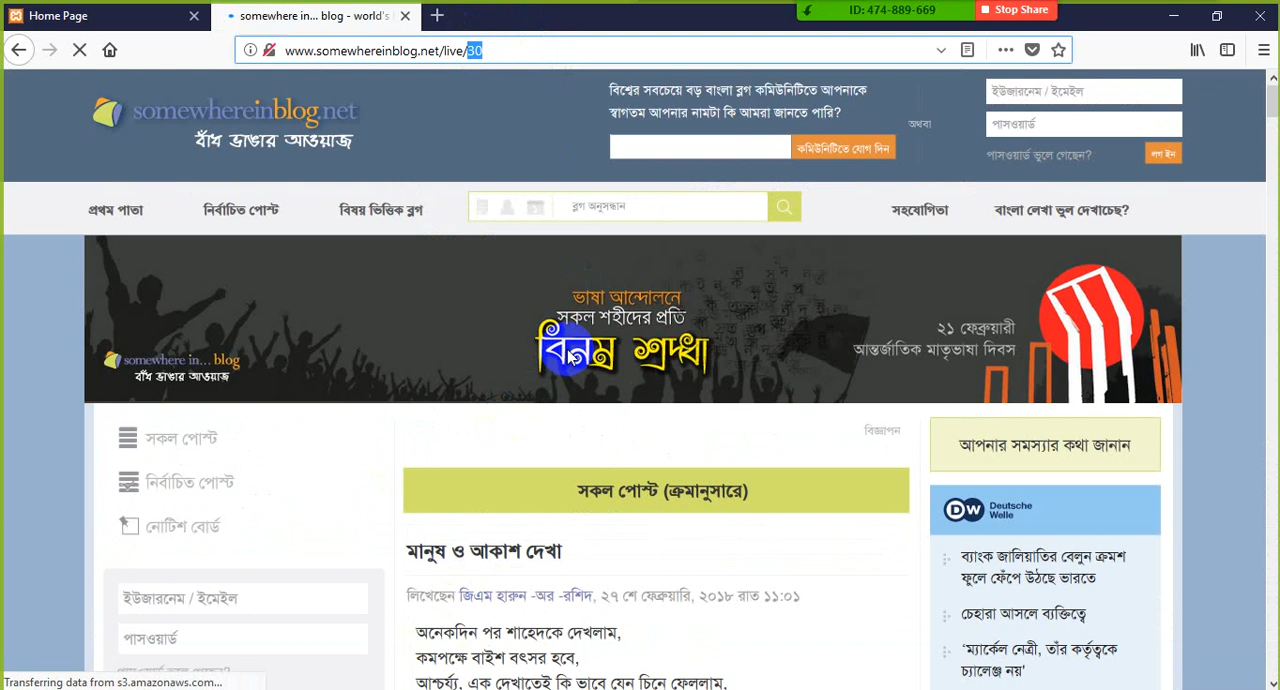 Home Page
somewhere in... blog - world's
ID: 474-889-669
Stop Share
www.somewhereinblog.net/live/30
somewhereinblog.net
বাঁধ ভাঙার আওয়াজ
বিশ্বের সবচেয়ে বড় বাংলা ব্লগ কমিউনিটিতে আপনাকে
স্বাগতম আপনার নামটা কি আমরা জানতে পারি?
কমিউনিটিতে যোগ দিন
অথবা
ইউজারনেম / ইমেইল
পাসওয়ার্ড
পাসওয়ার্ড ভুলে গেছেন?
লগ ইন
প্রথম পাতা
নির্বাচিত পোস্ট
বিষয় ভিত্তিক ব্লগ
ব্লগ অনুসন্ধান
সহযোগিতা
বাংলা লেখা ভুল দেখাচেছ?
ভাষা আন্দোলনে
সকল শহীদের প্রতি
বিনম্র শ্রদ্ধা
২১ ফেব্রুয়ারী
আন্তর্জাতিক মাতৃভাষা দিবস
somewhere in... blog
বাঁধ ভাঙার আওয়াজ
সকল পোস্ট
নির্বাচিত পোস্ট
নোটিশ বোর্ড
ইউজারনেম / ইমেইল
পাসওয়ার্ড
বিজ্ঞাপন
সকল পোস্ট (ক্রমানুসারে)
মানুষ ও আকাশ দেখা
লিখেছেন জিএম হারুন -অর -রশিদ, ২৭ শে ফেব্রুয়ারি, ২০১৮ রাত ১১:০১
অনেকদিন পর শাহেদকে দেখলাম,
কমপক্ষে বাইশ বৎসর হবে,
আশ্চর্য্য, এক দেখাতেই কি ভাবে যেন চিনে ফেললাম.
আপনার সমস্যার কথা জানান
DW Deutsche
Welle
ব্যাংক জালিয়াতির বেলুন ক্রমশ
ফুলে ফেঁপে উঠছে ভারতে
চেহারা আসলে ব্যক্তিত্বে
‘ম্যার্কেল নেত্রী, তাঁর কর্তৃত্বকে
চ্যালেঞ্জ নয়’
Transferring data from s3.amazonaws.com...